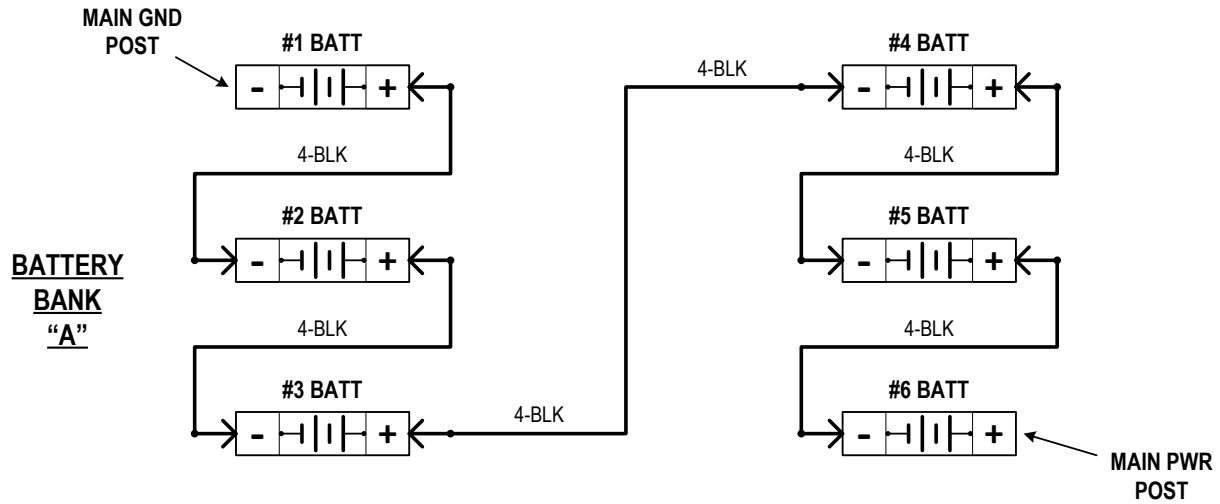 MAIN GND
POST
#1 BATT
- +
4-BLK
#2 BATT
- +
4-BLK
#3 BATT
- +
4-BLK
BATTERY
BANK
“A”
4-BLK
#4 BATT
- +
4-BLK
#5 BATT
- +
4-BLK
#6 BATT
- +
MAIN PWR
POST